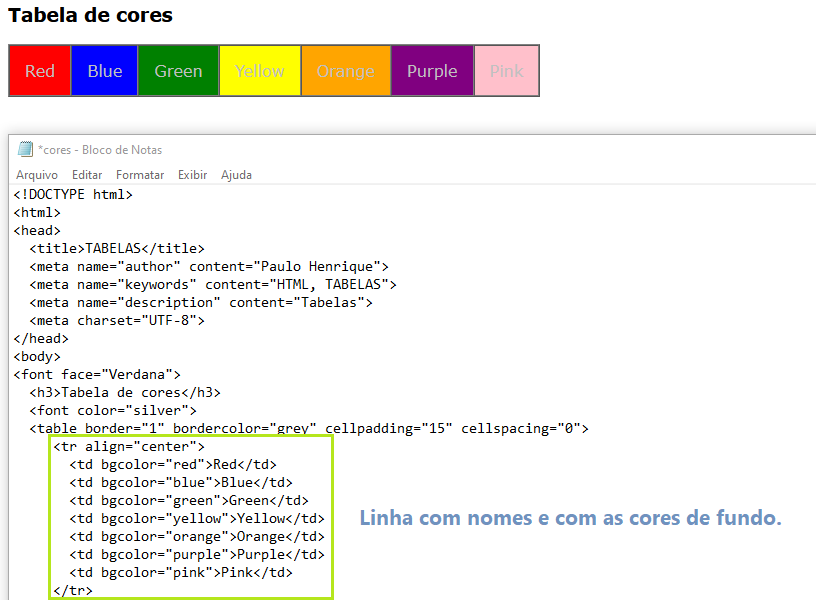 Tabela de cores
Red Blue Green Yellow Orange Purple Pink
*cores - Bloco de Notas
Arquivo Editar Formatar Exibir Ajuda
<!DOCTYPE html>
<html>
<head>
<title>TABELAS</title>
<meta name="author" content="Paulo Henrique">
<meta name="keywords" content="HTML, TABELAS">
<meta name="description" content="Tabelas">
<meta charset="UTF-8">
</head>
<body>
<font face="Verdana">
<h3>Tabela de cores</h3>
<font color="silver">
<table border="1" bordercolor="grey" cellpadding="15" cellspacing="0">
<tr align="center">
<td bgcolor="red">Red</td>
<td bgcolor="blue">Blue</td>
<td bgcolor="green">Green</td>
<td bgcolor="yellow">Yellow</td>
Linha com nomes e com as cores de fundo.
<td bgcolor="orange">Orange</td>
<td bgcolor="purple">Purple</td>
<td bgcolor="pink">Pink</td>
</tr>